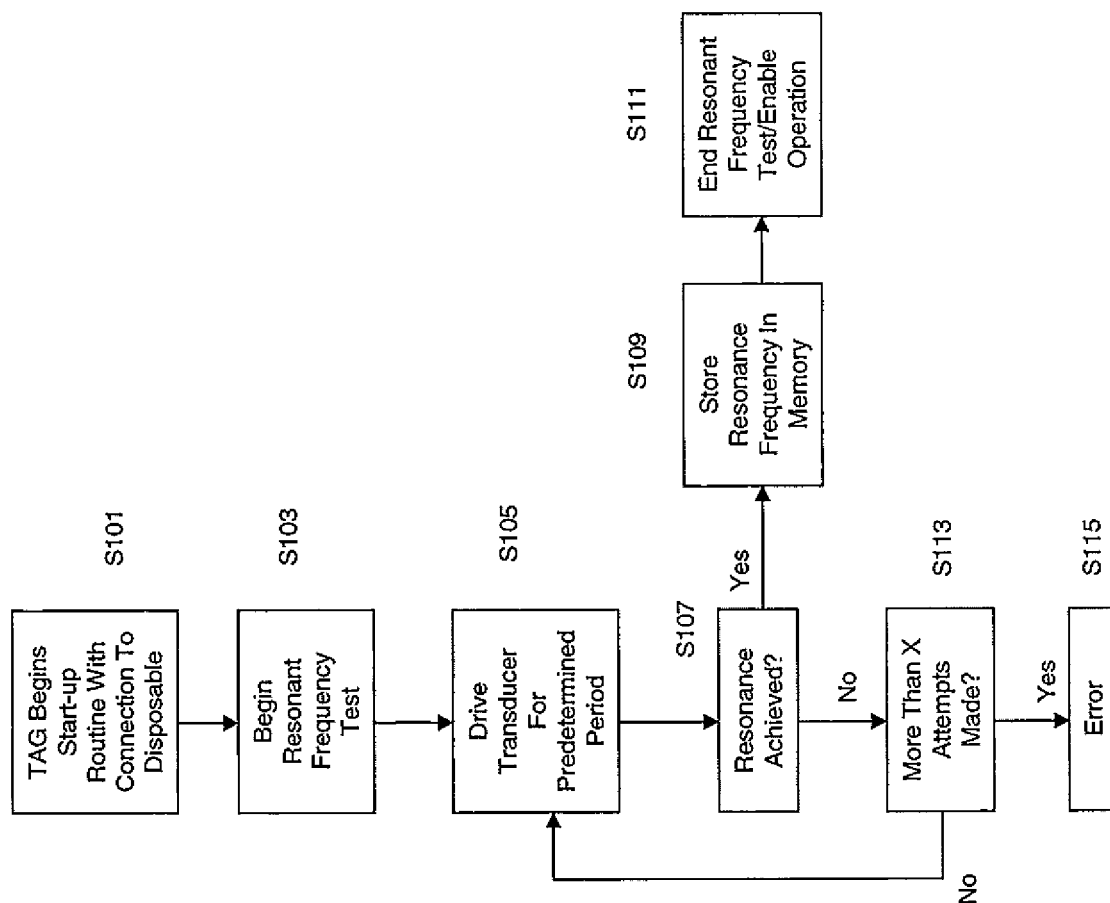 TAG Begins
Start-up
Routine With
Connection To
Disposable
S101
Begin
Resonant
Frequency
Test
S103
Drive
Transducer
For
Predetermined
Period
S105
S107
Resonance
Achieved?
Yes
Store
Resonance
Frequency In
Memory
S109
End Resonant
Frequency
Test/Enable
Operation
S111
No
More Than X
Attempts
Made?
S113
No
Yes
Error
S115